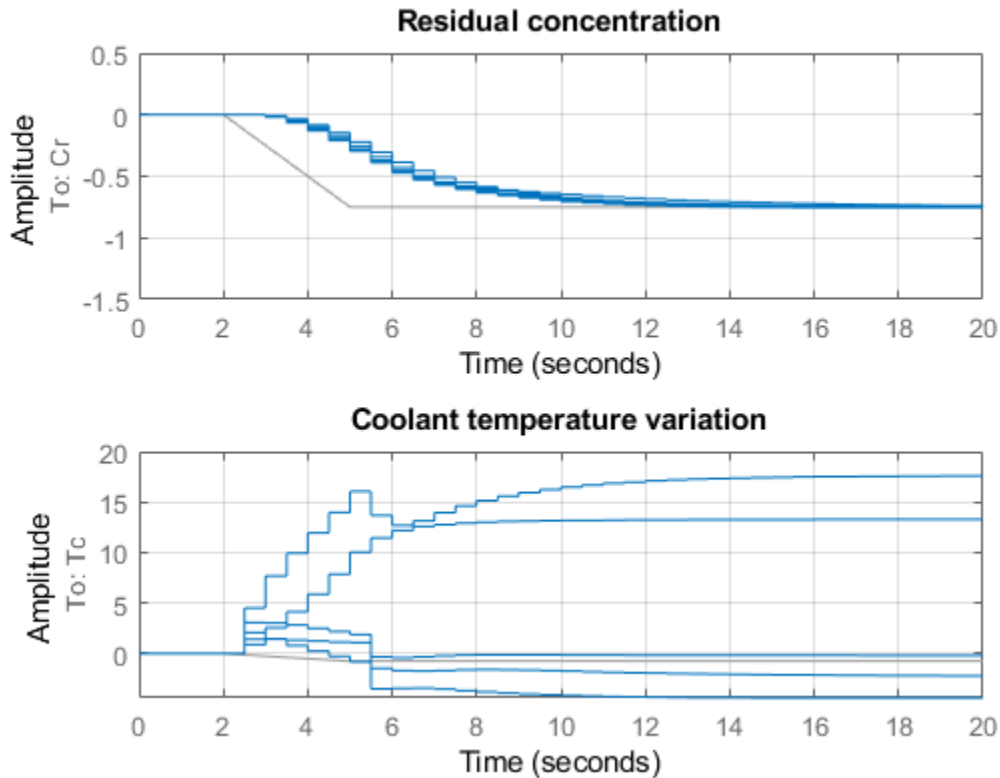 Residual concentration
0.5
0
-0.5
-1
-1.5
Amplitude
To: Cr
0 2 4 6 8 10 12 14 16 18 20
Time (seconds)
Coolant temperature variation
20
15
10
5
0
Amplitude
To: Tc
0 2 4 6 8 10 12 14 16 18 20
Time (seconds)